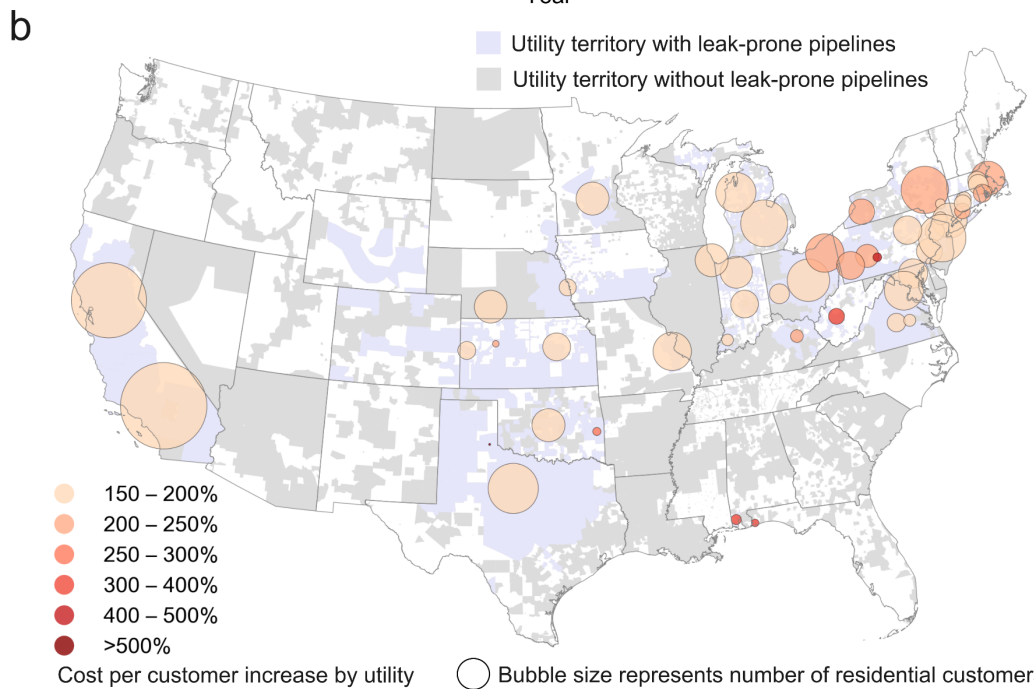 b
Utility territory with leak-prone pipelines
Utility territory without leak-prone pipelines
150 – 200%
200 – 250%
250 – 300%
300 – 400%
400 – 500%
>500%
Cost per customer increase by utility
Bubble size represents number of residential customer